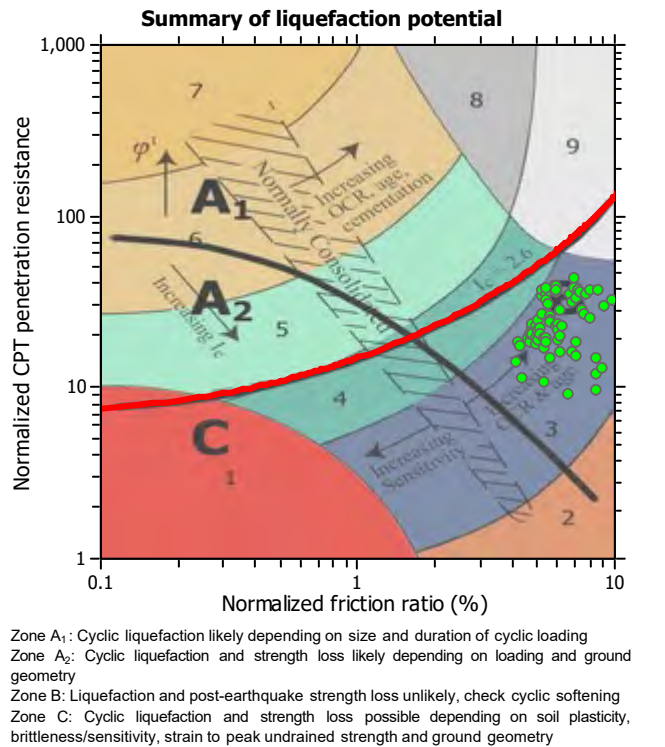 Summary of liquefaction potential
1,000
7
8
9
φ'
Increasing
OCR, age,
cementation
A1
Normally Consolidated
100
6
Ic = 2.6
A2
Increasing Ic
5
10
4
Increasing
OCR & age
3
C
Increasing
Sensitivity
1
2
1
0.1
1
10
Normalized CPT penetration resistance
Normalized friction ratio (%)
Zone A1: Cyclic liquefaction likely depending on size and duration of cyclic loading
Zone A2: Cyclic liquefaction and strength loss likely depending on loading and ground
geometry
Zone B: Liquefaction and post-earthquake strength loss unlikely, check cyclic softening
Zone C: Cyclic liquefaction and strength loss possible depending on soil plasticity,
brittleness/sensitivity, strain to peak undrained strength and ground geometry